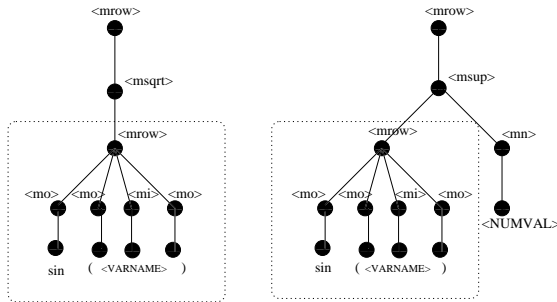 <mrow> <mrow>
<msqrt> <msup>
<mrow> <mrow> <mn>
<mo> <mo> <mi> <mo> <mo> <mo> <mi> <mo>
sin ( <VARNAME> ) sin ( <VARNAME> ) <NUMVAL>